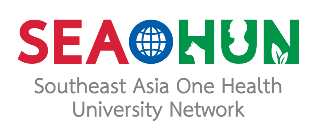 SEAOHUN
Southeast Asia One Health
University Network